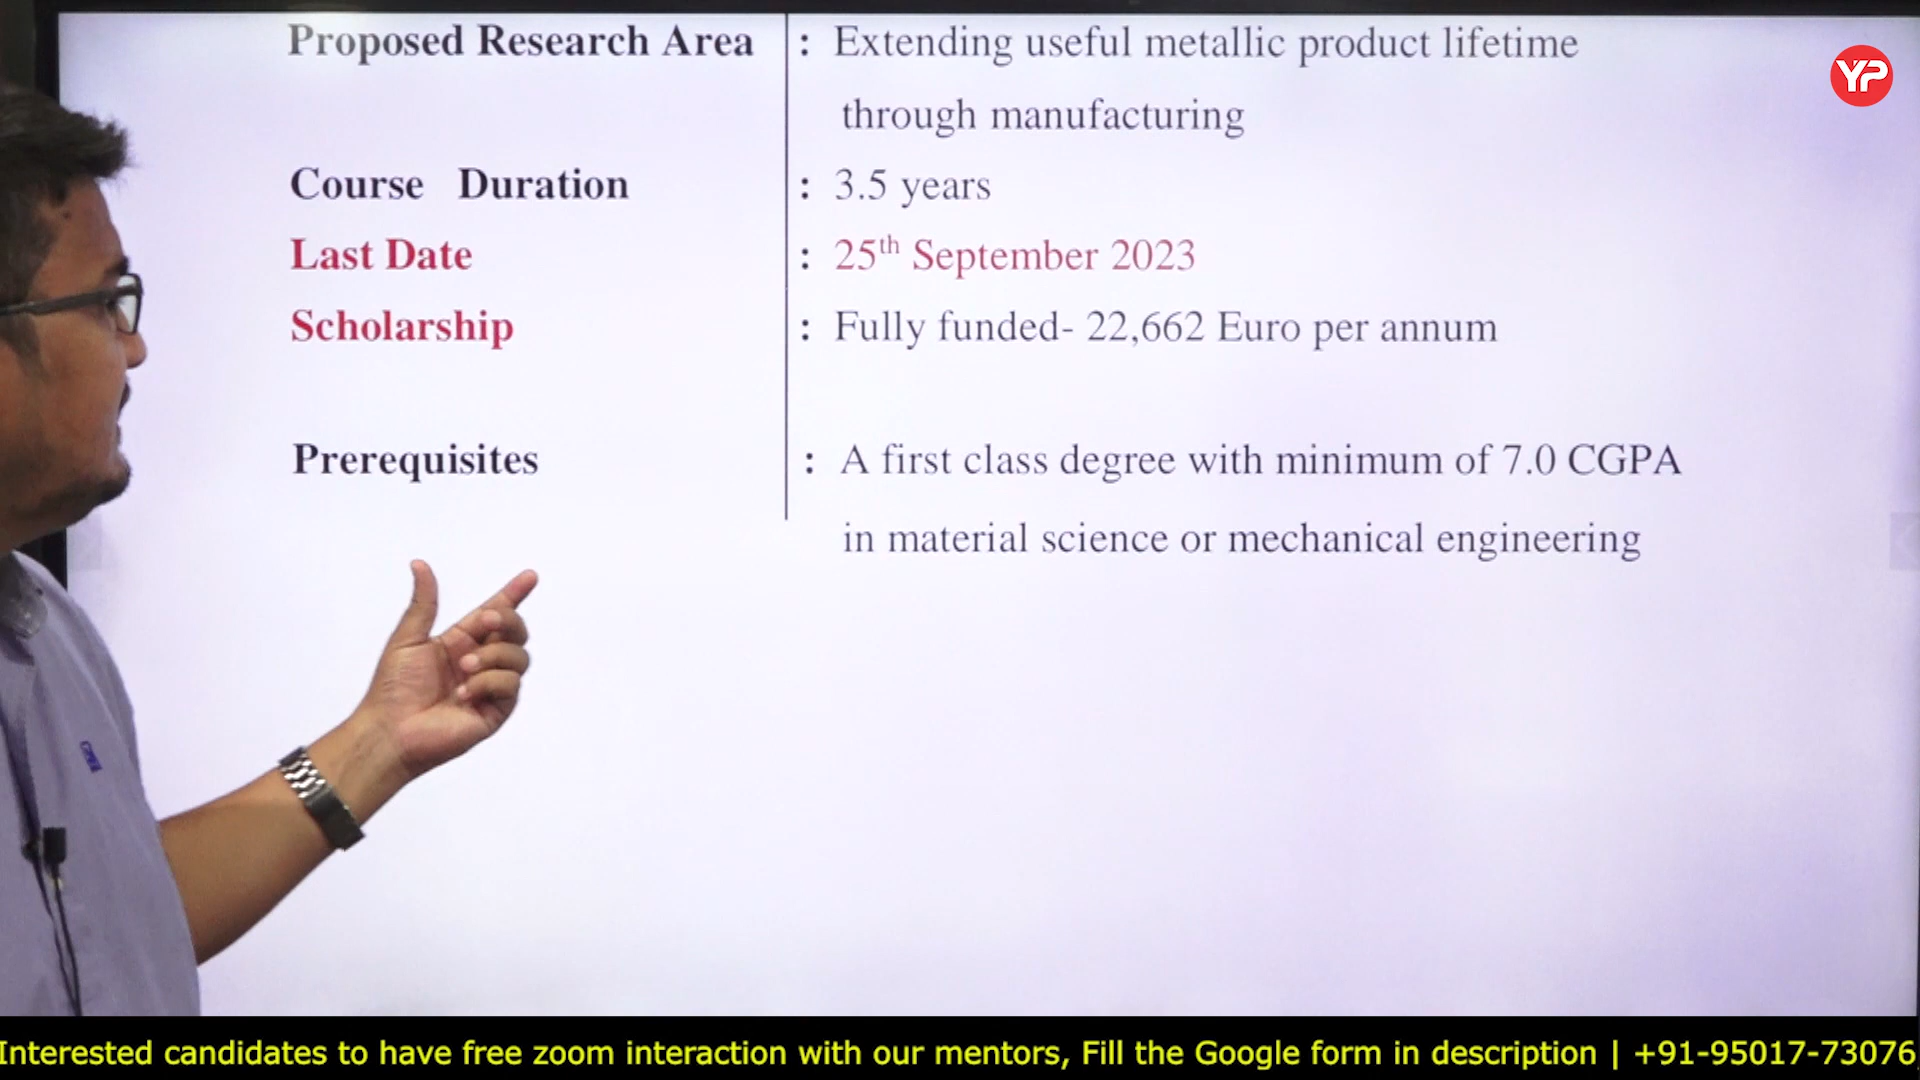 Proposed Research Area : Extending useful metallic product lifetime
through manufacturing
YP
Course Duration : 3.5 years
Last Date : 25th September 2023
Scholarship : Fully funded- 22,662 Euro per annum
Prerequisites : A first class degree with minimum of 7.0 CGPA
in material science or mechanical engineering
Interested candidates to have free zoom interaction with our mentors, Fill the Google form in description | +91-95017-73076